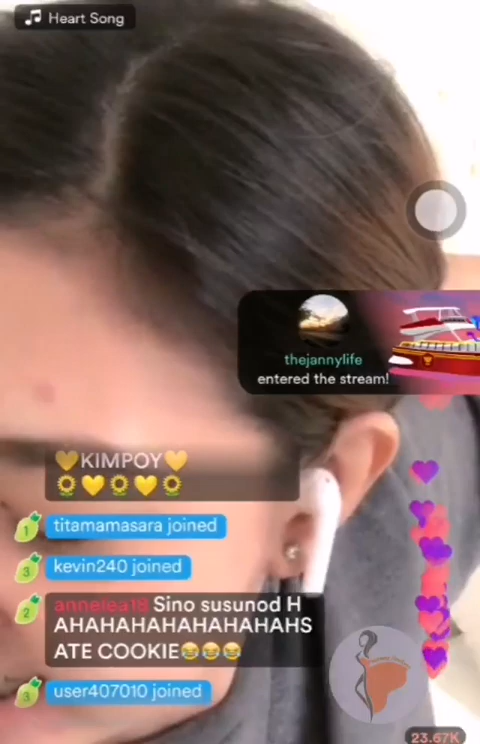 Heart Song
thejannylife
entered the stream!
💛KIMPOY💛
🌻💛🌻💛🌻
1 titamamasara joined
3 kevin240 joined
2 annelea18 Sino susunod H
AHAHAHAHAHAHAHAHS
ATE COOKIE😂😂😂
3 user407010 joined
23.67K